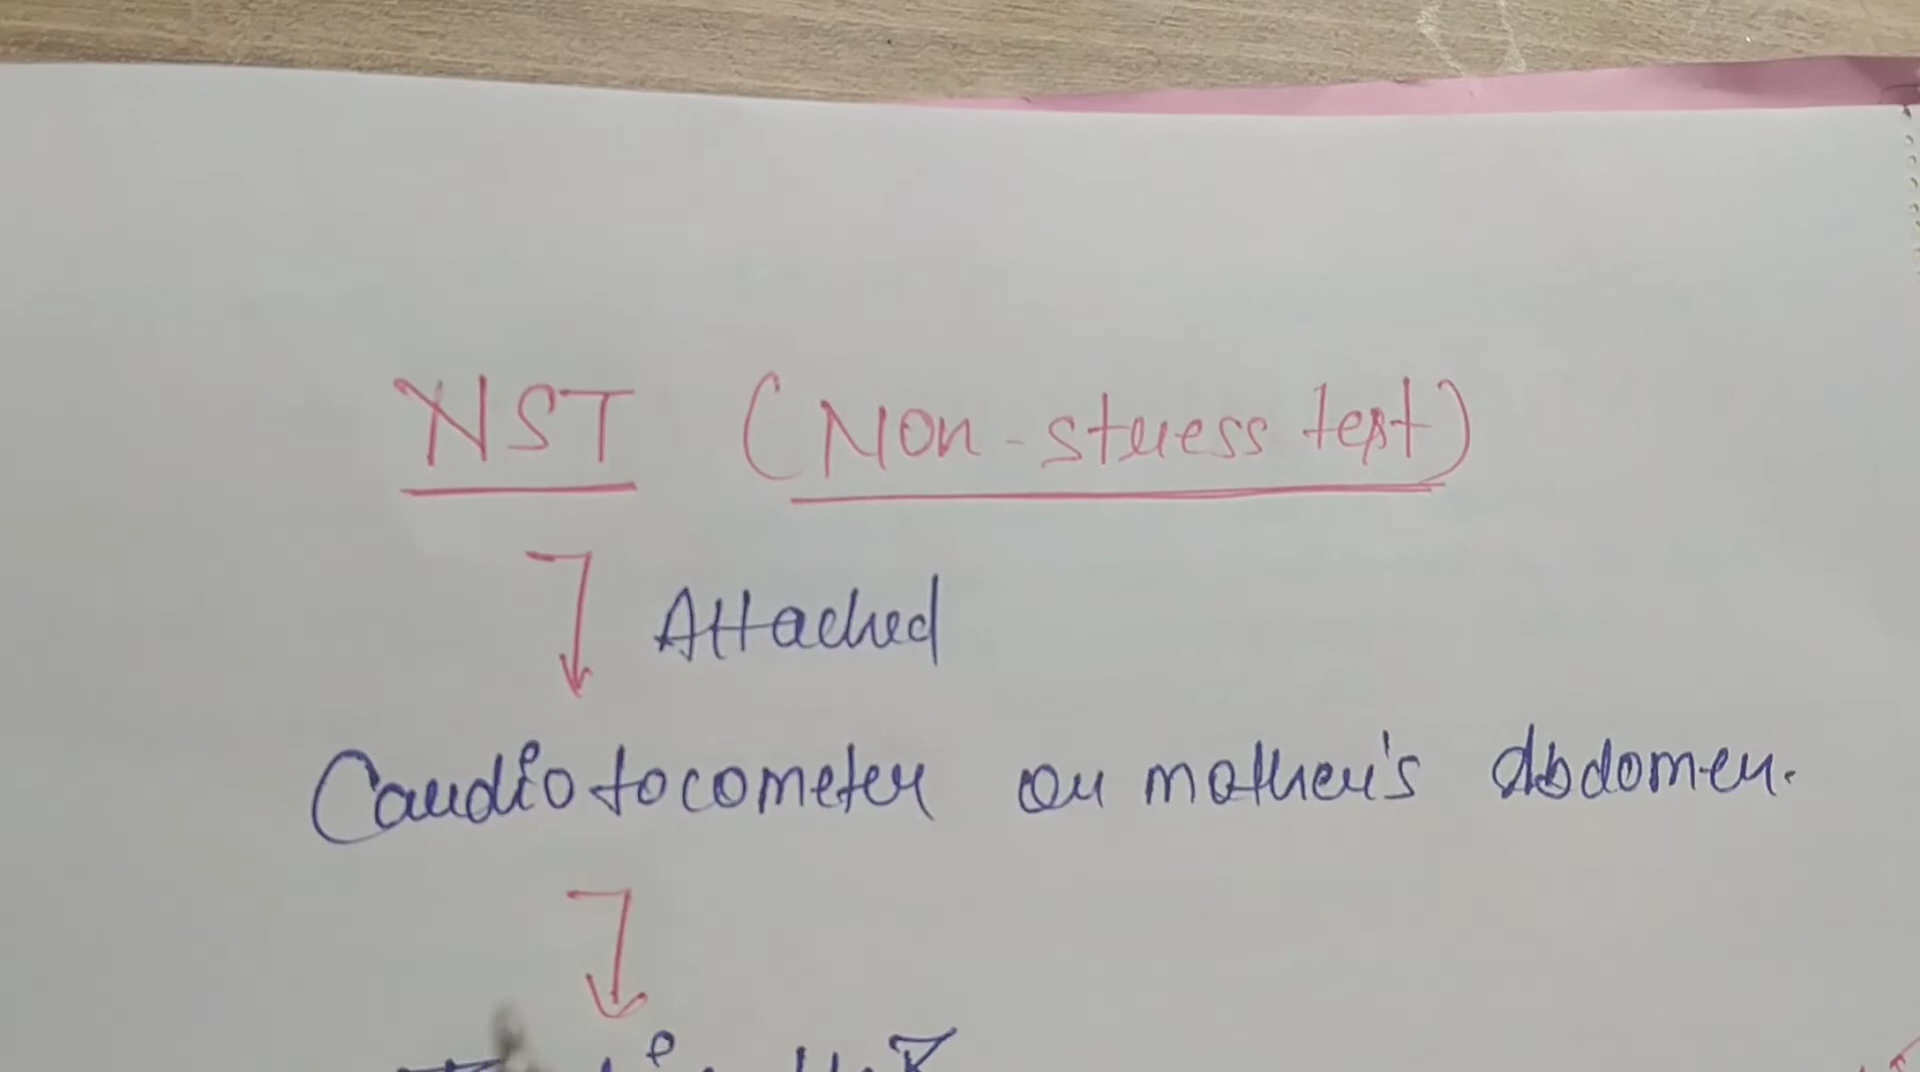 NST (Non-stress test)
Attached
Cardiotocometer on mother's Abdomen.